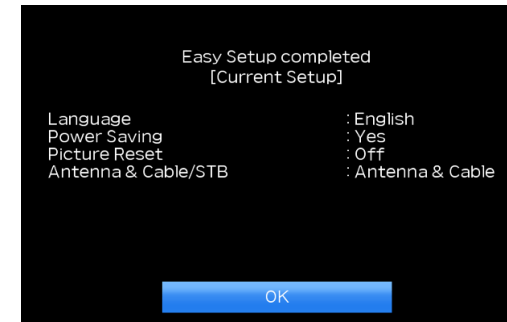 Easy Setup completed
[Current Setup]
Language : English
Power Saving : Yes
Picture Reset : Off
Antenna & Cable/STB : Antenna & Cable
OK